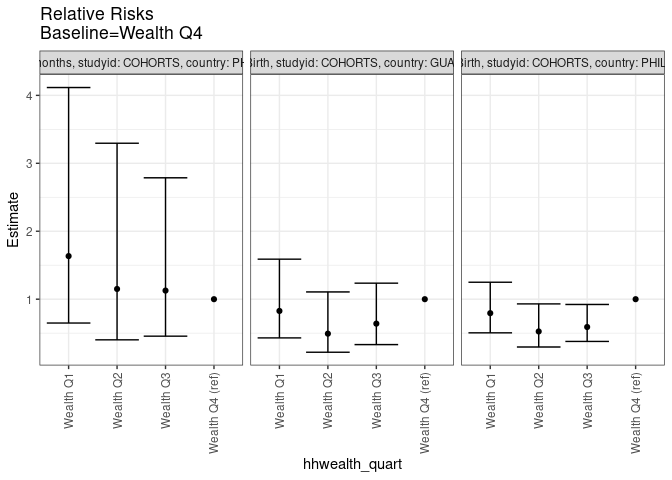 Relative Risks
Baseline=Wealth Q4
months, studyid: COHORTS, country: PH
Birth, studyid: COHORTS, country: GUA
Birth, studyid: COHORTS, country: PHIL
Estimate
4
3
2
1
Wealth Q1
Wealth Q2
Wealth Q3
Wealth Q4 (ref)
Wealth Q1
Wealth Q2
Wealth Q3
Wealth Q4 (ref)
Wealth Q1
Wealth Q2
Wealth Q3
Wealth Q4 (ref)
hhwealth_quart